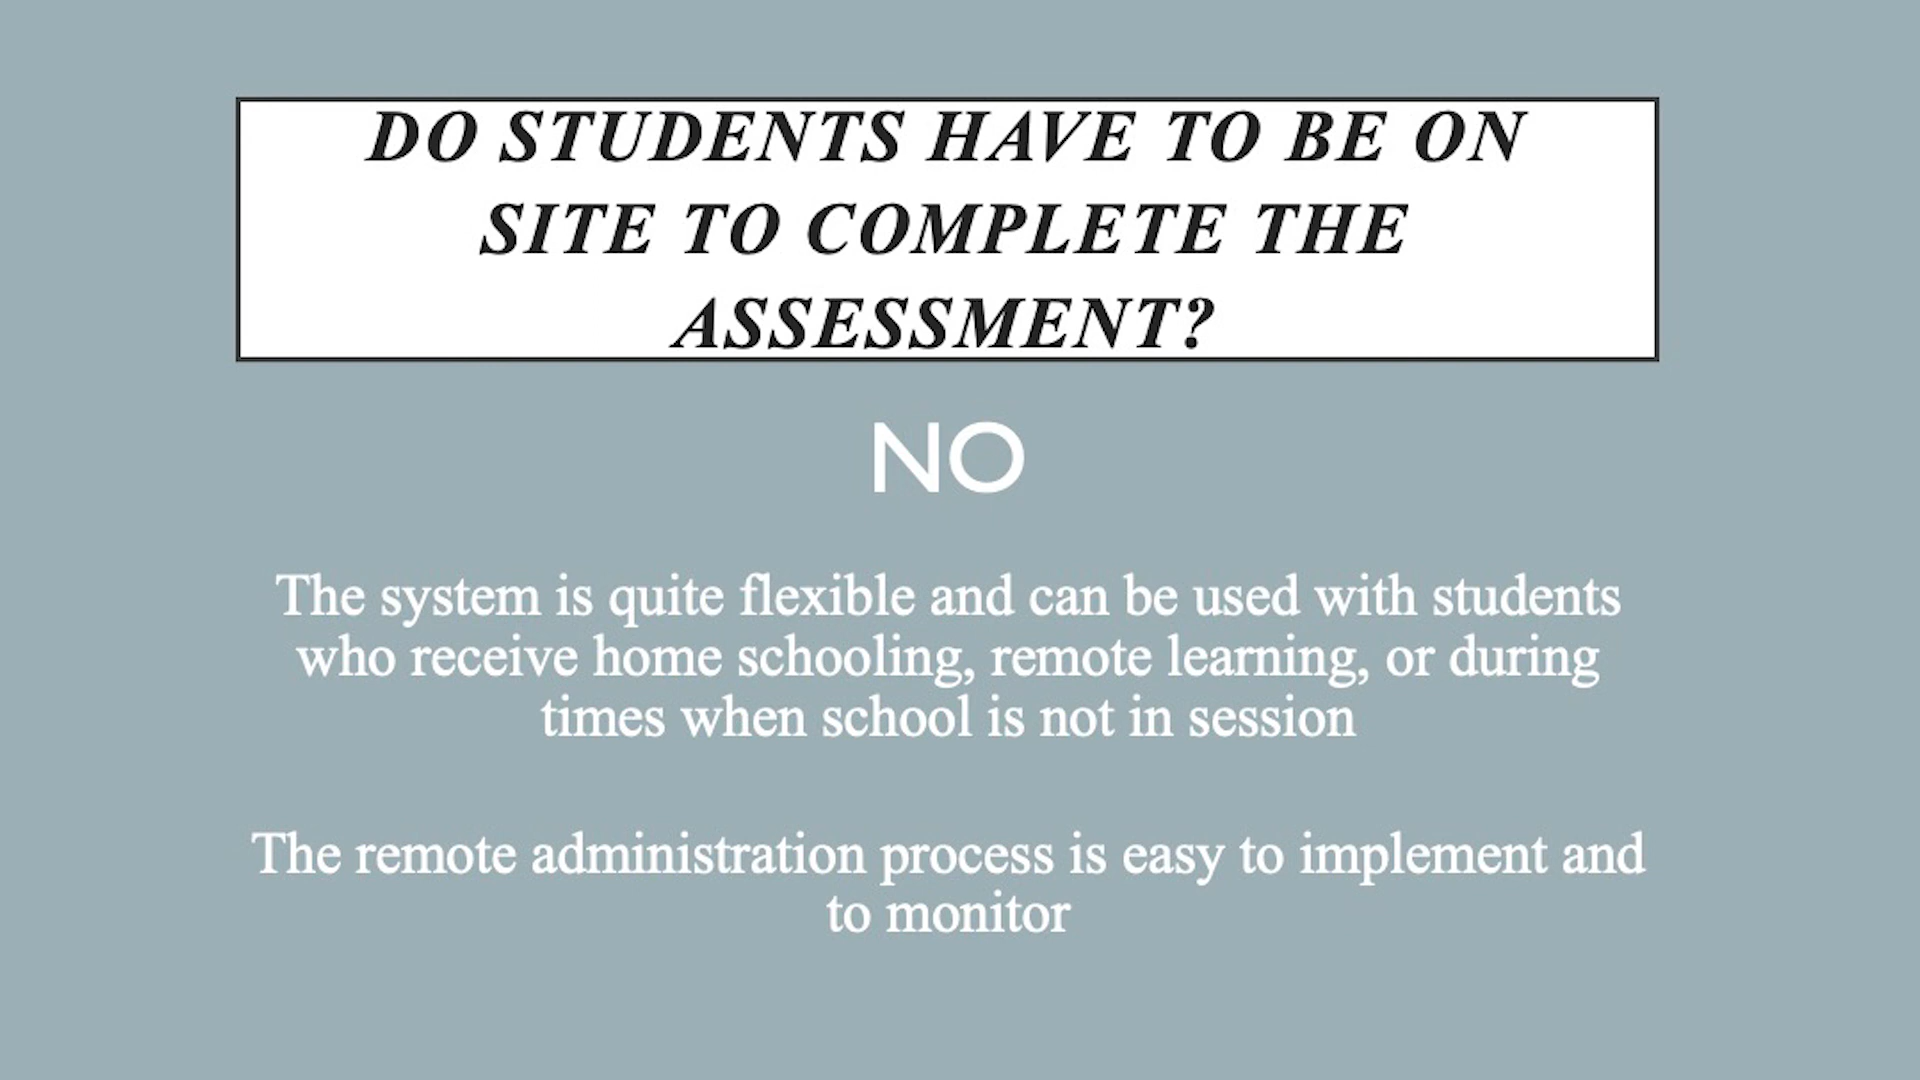 DO STUDENTS HAVE TO BE ON
SITE TO COMPLETE THE
ASSESSMENT?
NO
The system is quite flexible and can be used with students
who receive home schooling, remote learning, or during
times when school is not in session
The remote administration process is easy to implement and
to monitor